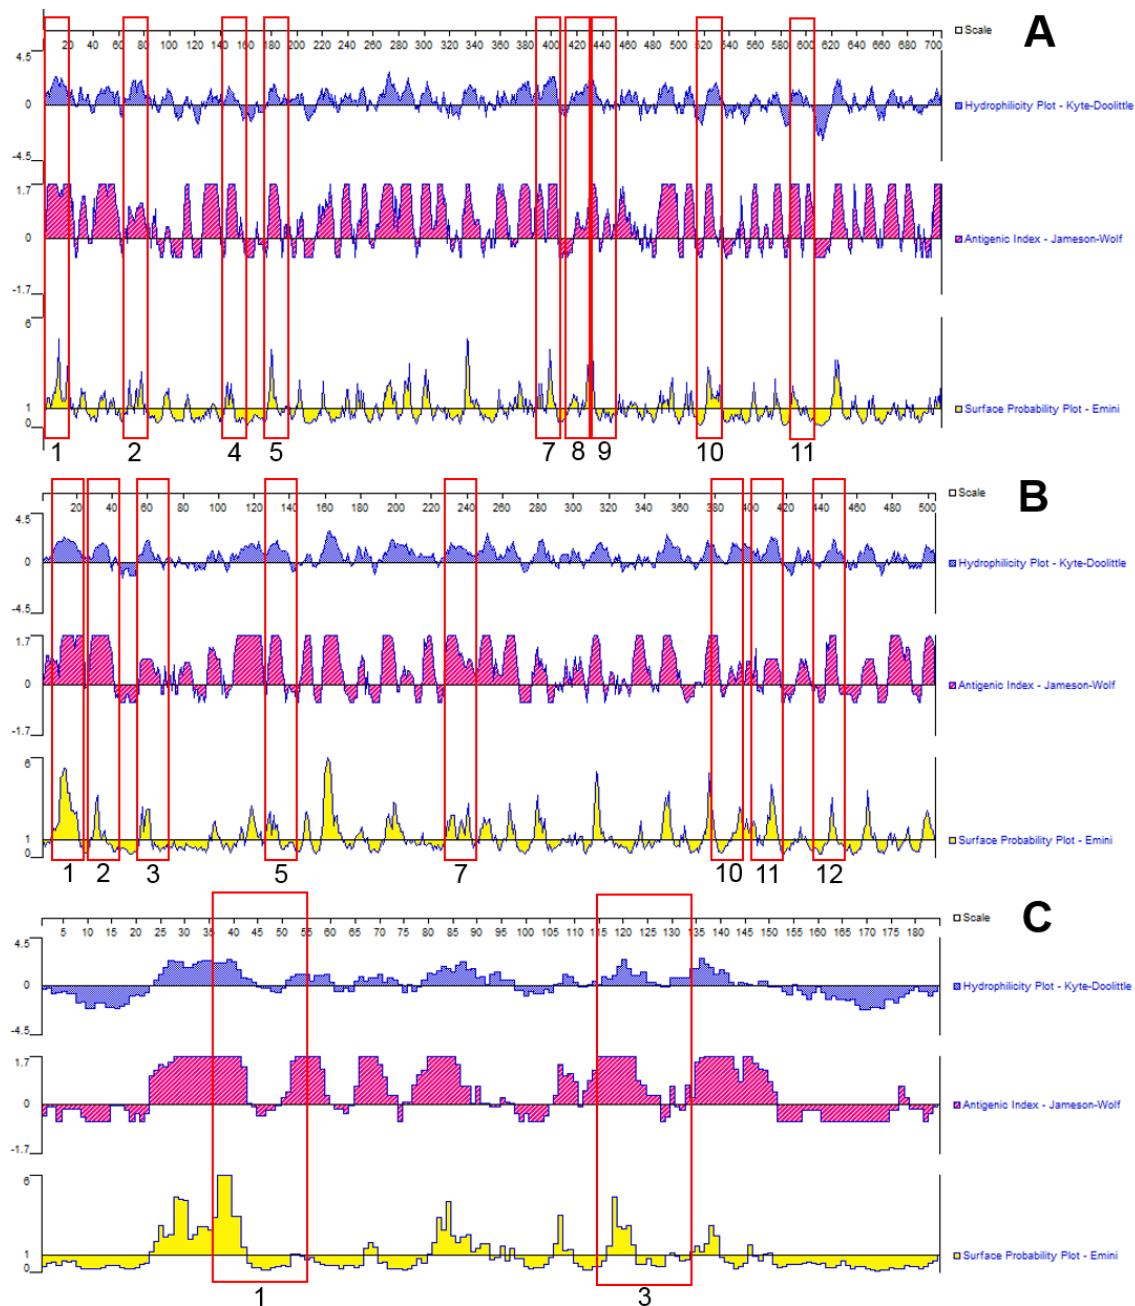 A
20 40 60 80 100 120 140 160 180 200 220 240 260 280 300 320 340 360 380 400 420 440 460 480 500 520 540 560 580 600 620 640 660 680 700
Scale
4.5
0
-4.5
Hydrophilicity Plot - Kyte-Doolittle
1.7
0
-1.7
Antigenic Index - Jameson-Wolf
6
1
0
Surface Probability Plot - Emini
1 2 4 5 7 8 9 10 11
B
20 40 60 80 100 120 140 160 180 200 220 240 260 280 300 320 340 360 380 400 420 440 460 480 500
Scale
4.5
0
-4.5
Hydrophilicity Plot - Kyte-Doolittle
1.7
0
-1.7
Antigenic Index - Jameson-Wolf
6
1
0
Surface Probability Plot - Emini
1 2 3 5 7 10 11 12
C
5 10 15 20 25 30 35 40 45 50 55 60 65 70 75 80 85 90 95 100 105 110 115 120 125 130 135 140 145 150 155 160 165 170 175 180
Scale
4.5
0
-4.5
Hydrophilicity Plot - Kyte-Doolittle
1.7
0
-1.7
Antigenic Index - Jameson-Wolf
6
1
0
Surface Probability Plot - Emini
1 3